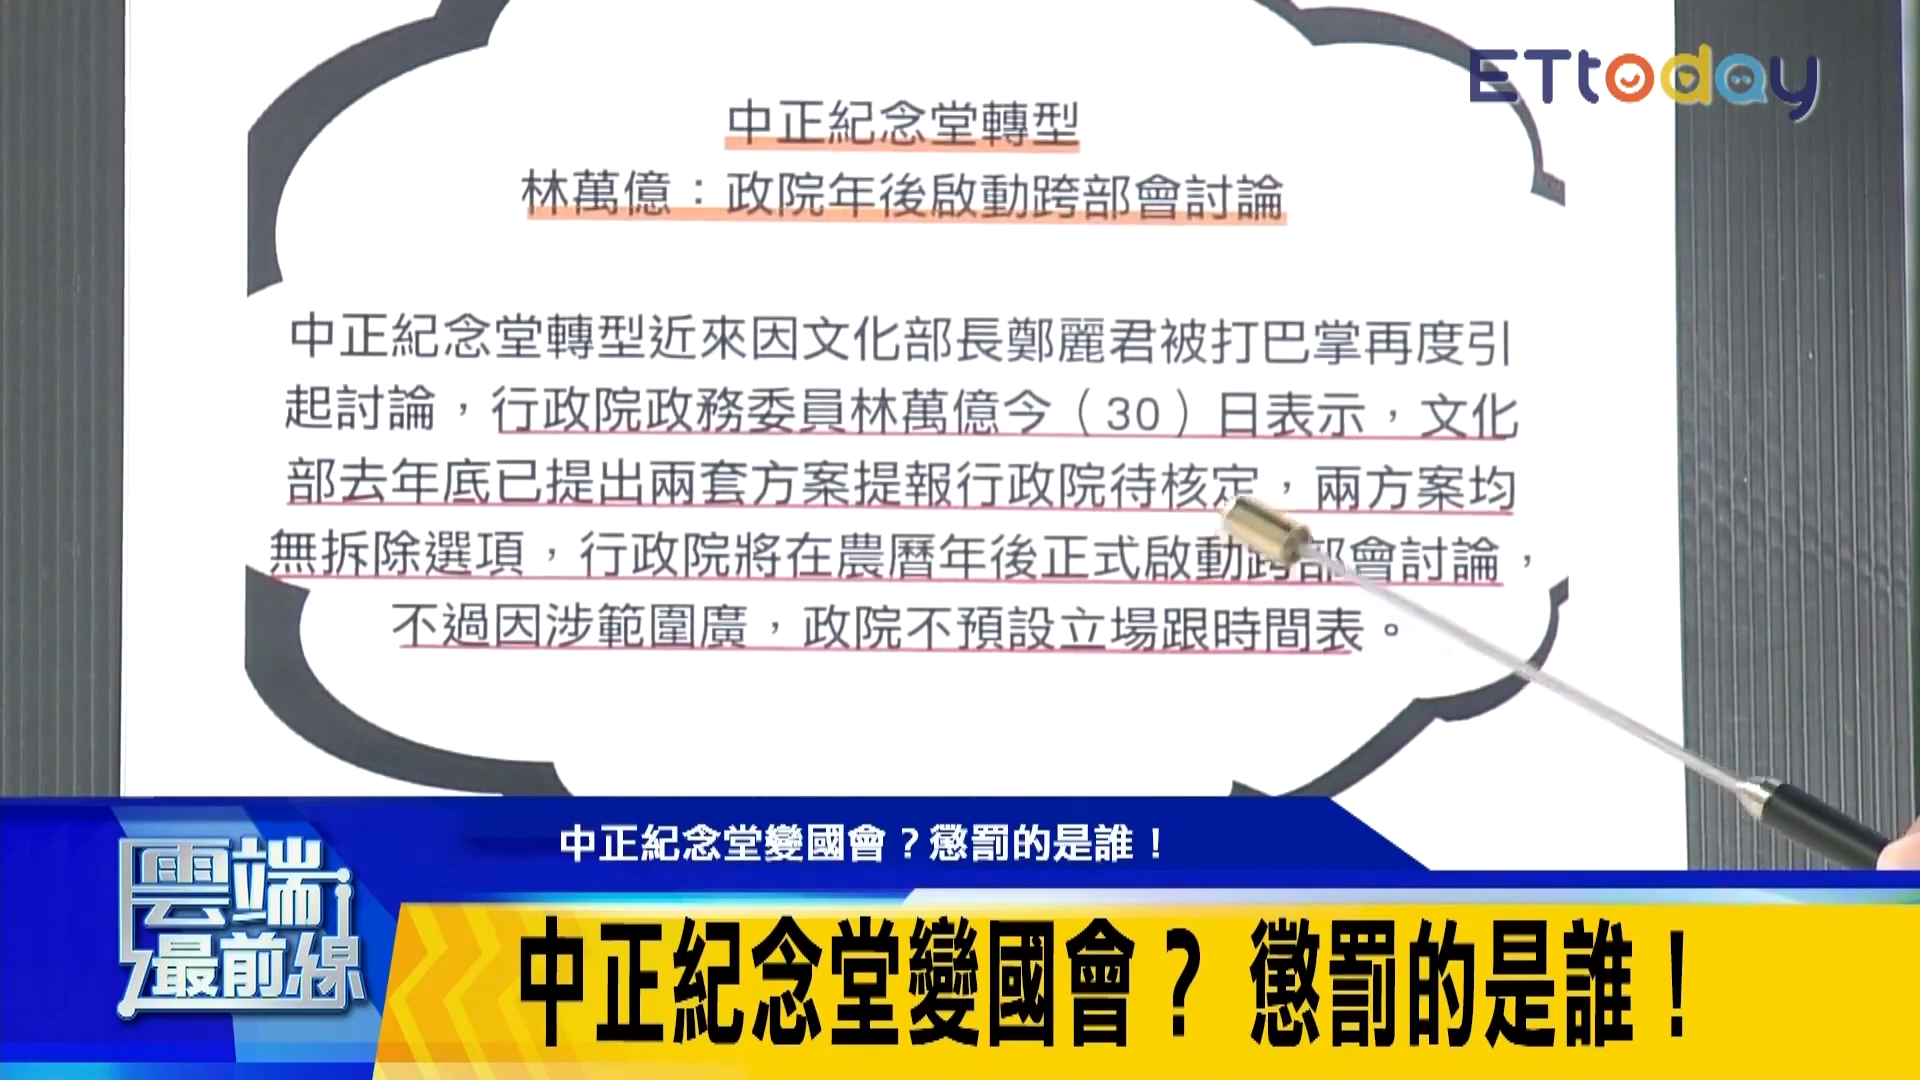 ETtoday
中正紀念堂轉型
林萬億：政院年後啟動跨部會討論
中正紀念堂轉型近來因文化部長鄭麗君被打巴掌再度引
起討論，行政院政務委員林萬億今（30）日表示，文化
部去年底已提出兩套方案提報行政院待核定，兩方案均
無拆除選項，行政院將在農曆年後正式啟動跨部會討論，
不過因涉範圍廣，政院不預設立場跟時間表。
中正紀念堂變國會？懲罰的是誰！
雲端
最前線
中正紀念堂變國會？ 懲罰的是誰！